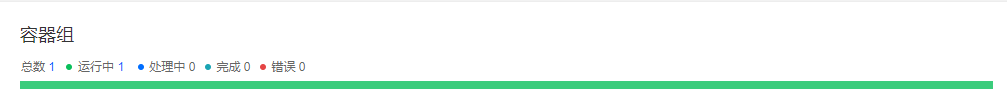 容器组
总数 1 运行中 1 处理中 0 完成 0 错误 0